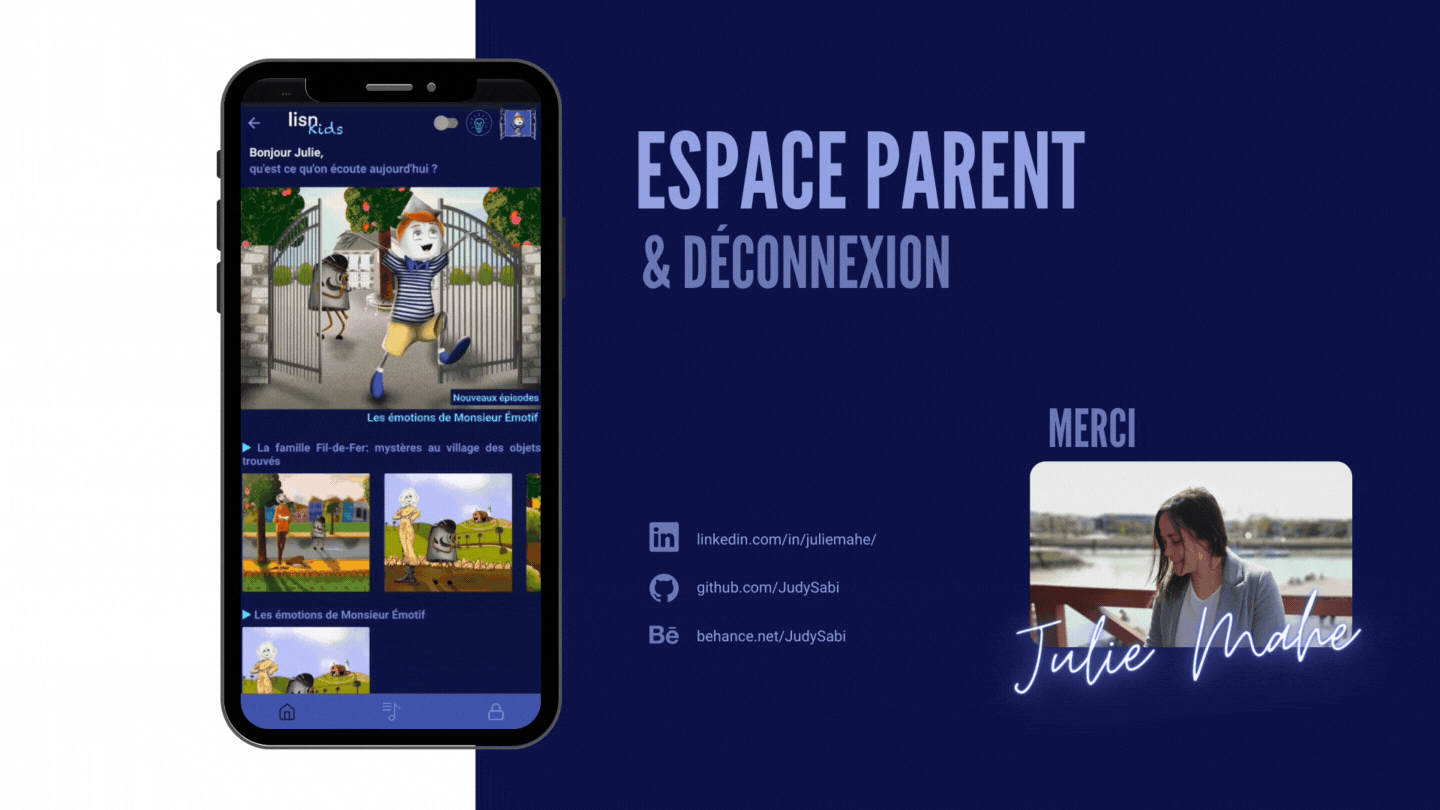 lisn
Kids
Bonjour Julie,
qu'est ce qu'on écoute aujourd'hui ?
Nouveaux épisodes
Les émotions de Monsieur Émotif
La famille Fil-de-Fer: mystères au village des objets
trouvés
Les émotions de Monsieur Émotif
ESPACE PARENT
& DÉCONNEXION
linkedin.com/in/juliemahe/
github.com/JudySabi
Bē behance.net/JudySabi
MERCI
Julie Mahe